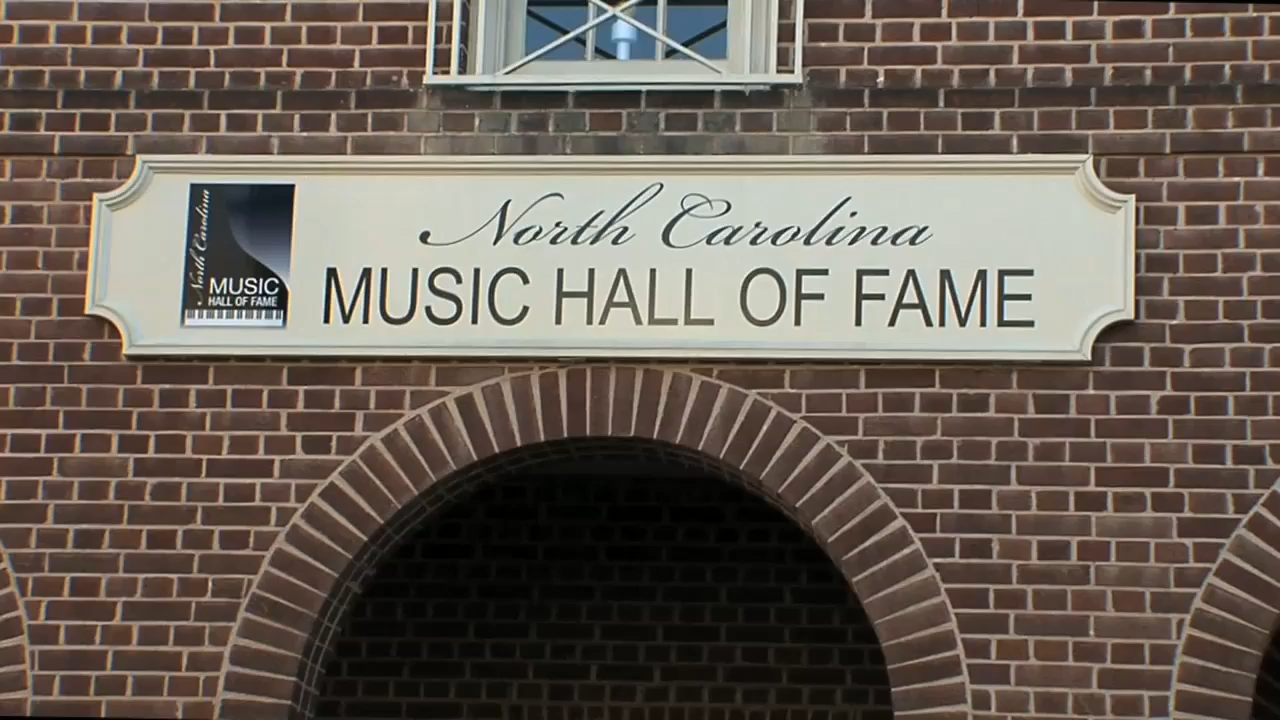 North Carolina
MUSIC HALL OF FAME
North Carolina
MUSIC
HALL OF FAME